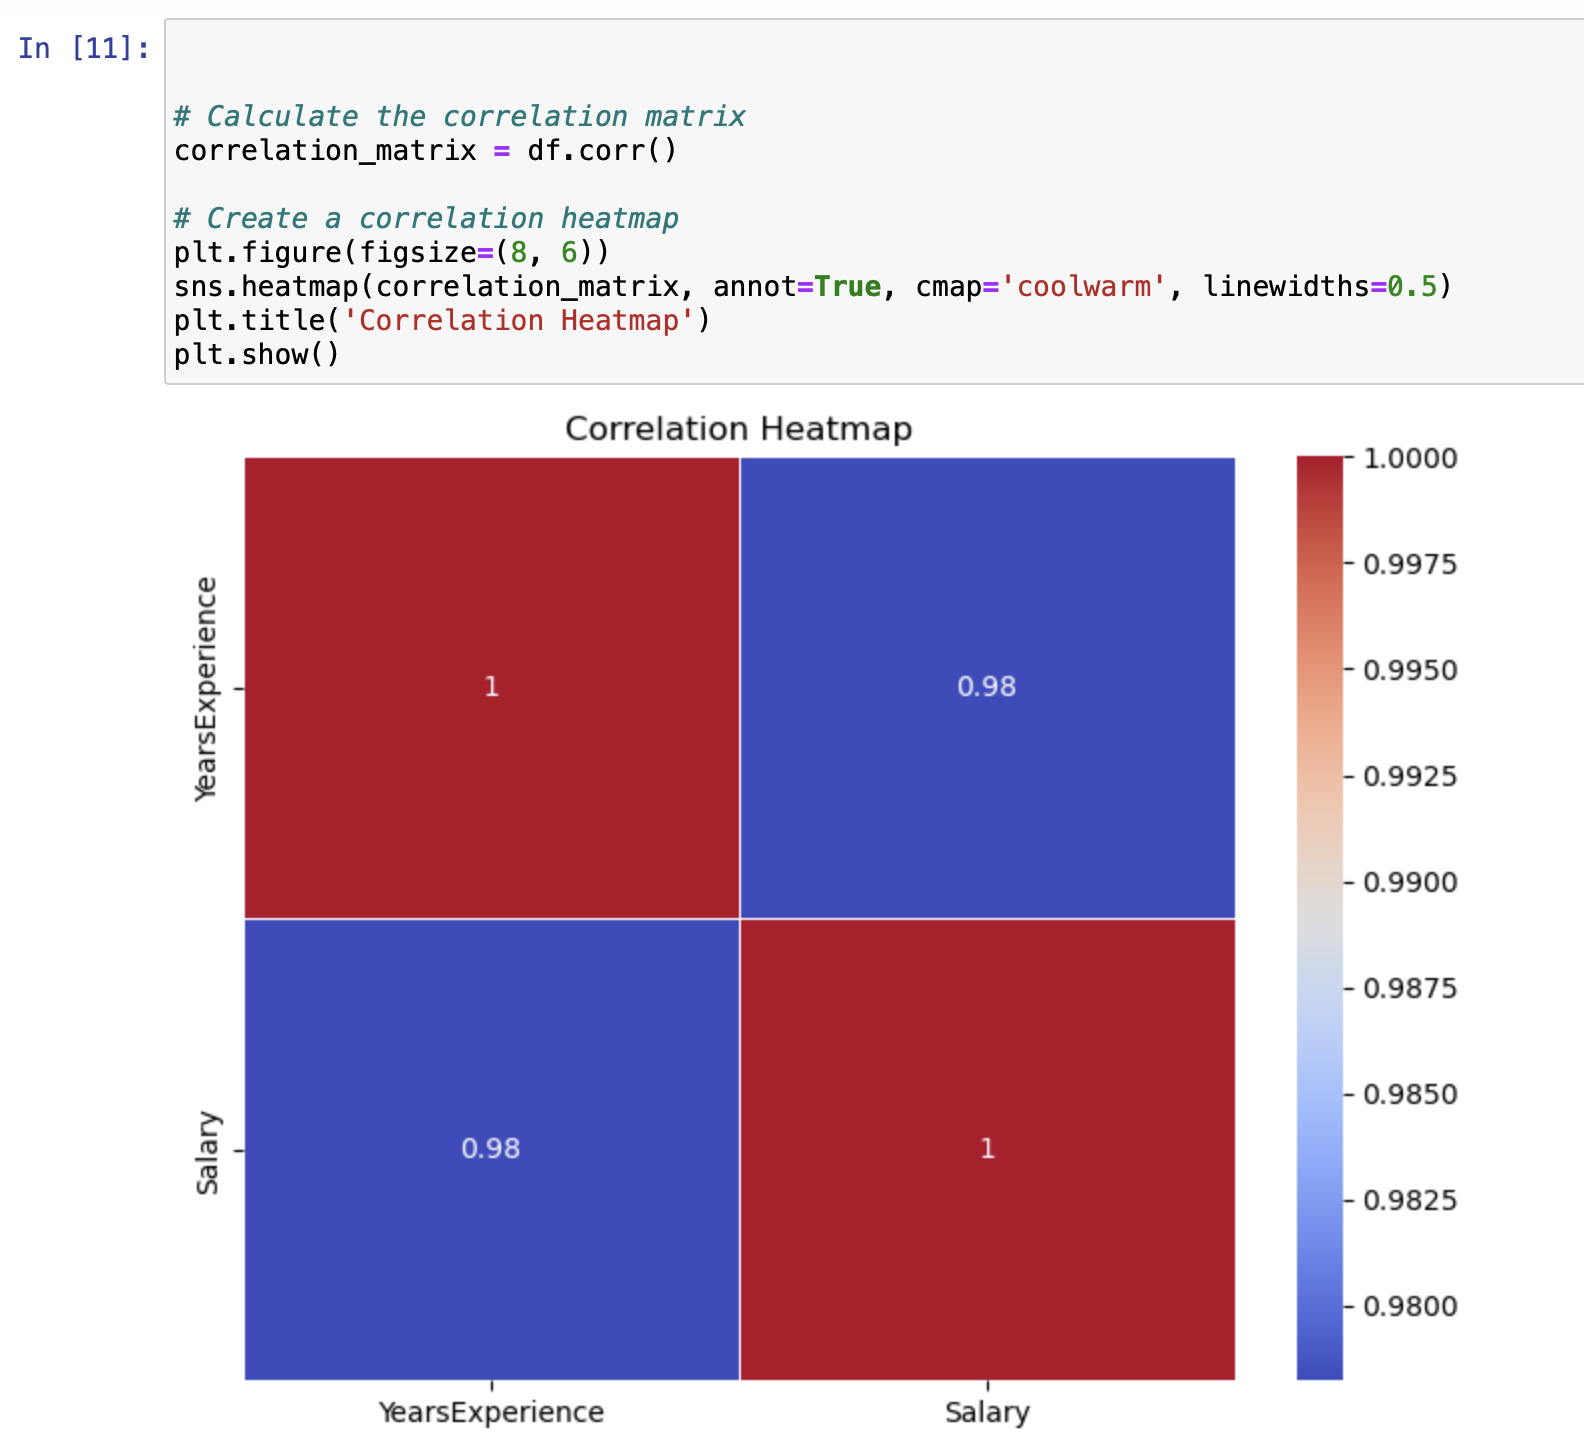 In [11]:
# Calculate the correlation matrix
correlation_matrix = df.corr()
# Create a correlation heatmap
plt.figure(figsize=(8, 6))
sns.heatmap(correlation_matrix, annot=True, cmap='coolwarm', linewidths=0.5)
plt.title('Correlation Heatmap')
plt.show()
Correlation Heatmap
YearsExperience
1
0.98
Salary
0.98
1
YearsExperience
Salary
1.0000
0.9975
0.9950
0.9925
0.9900
0.9875
0.9850
0.9825
0.9800